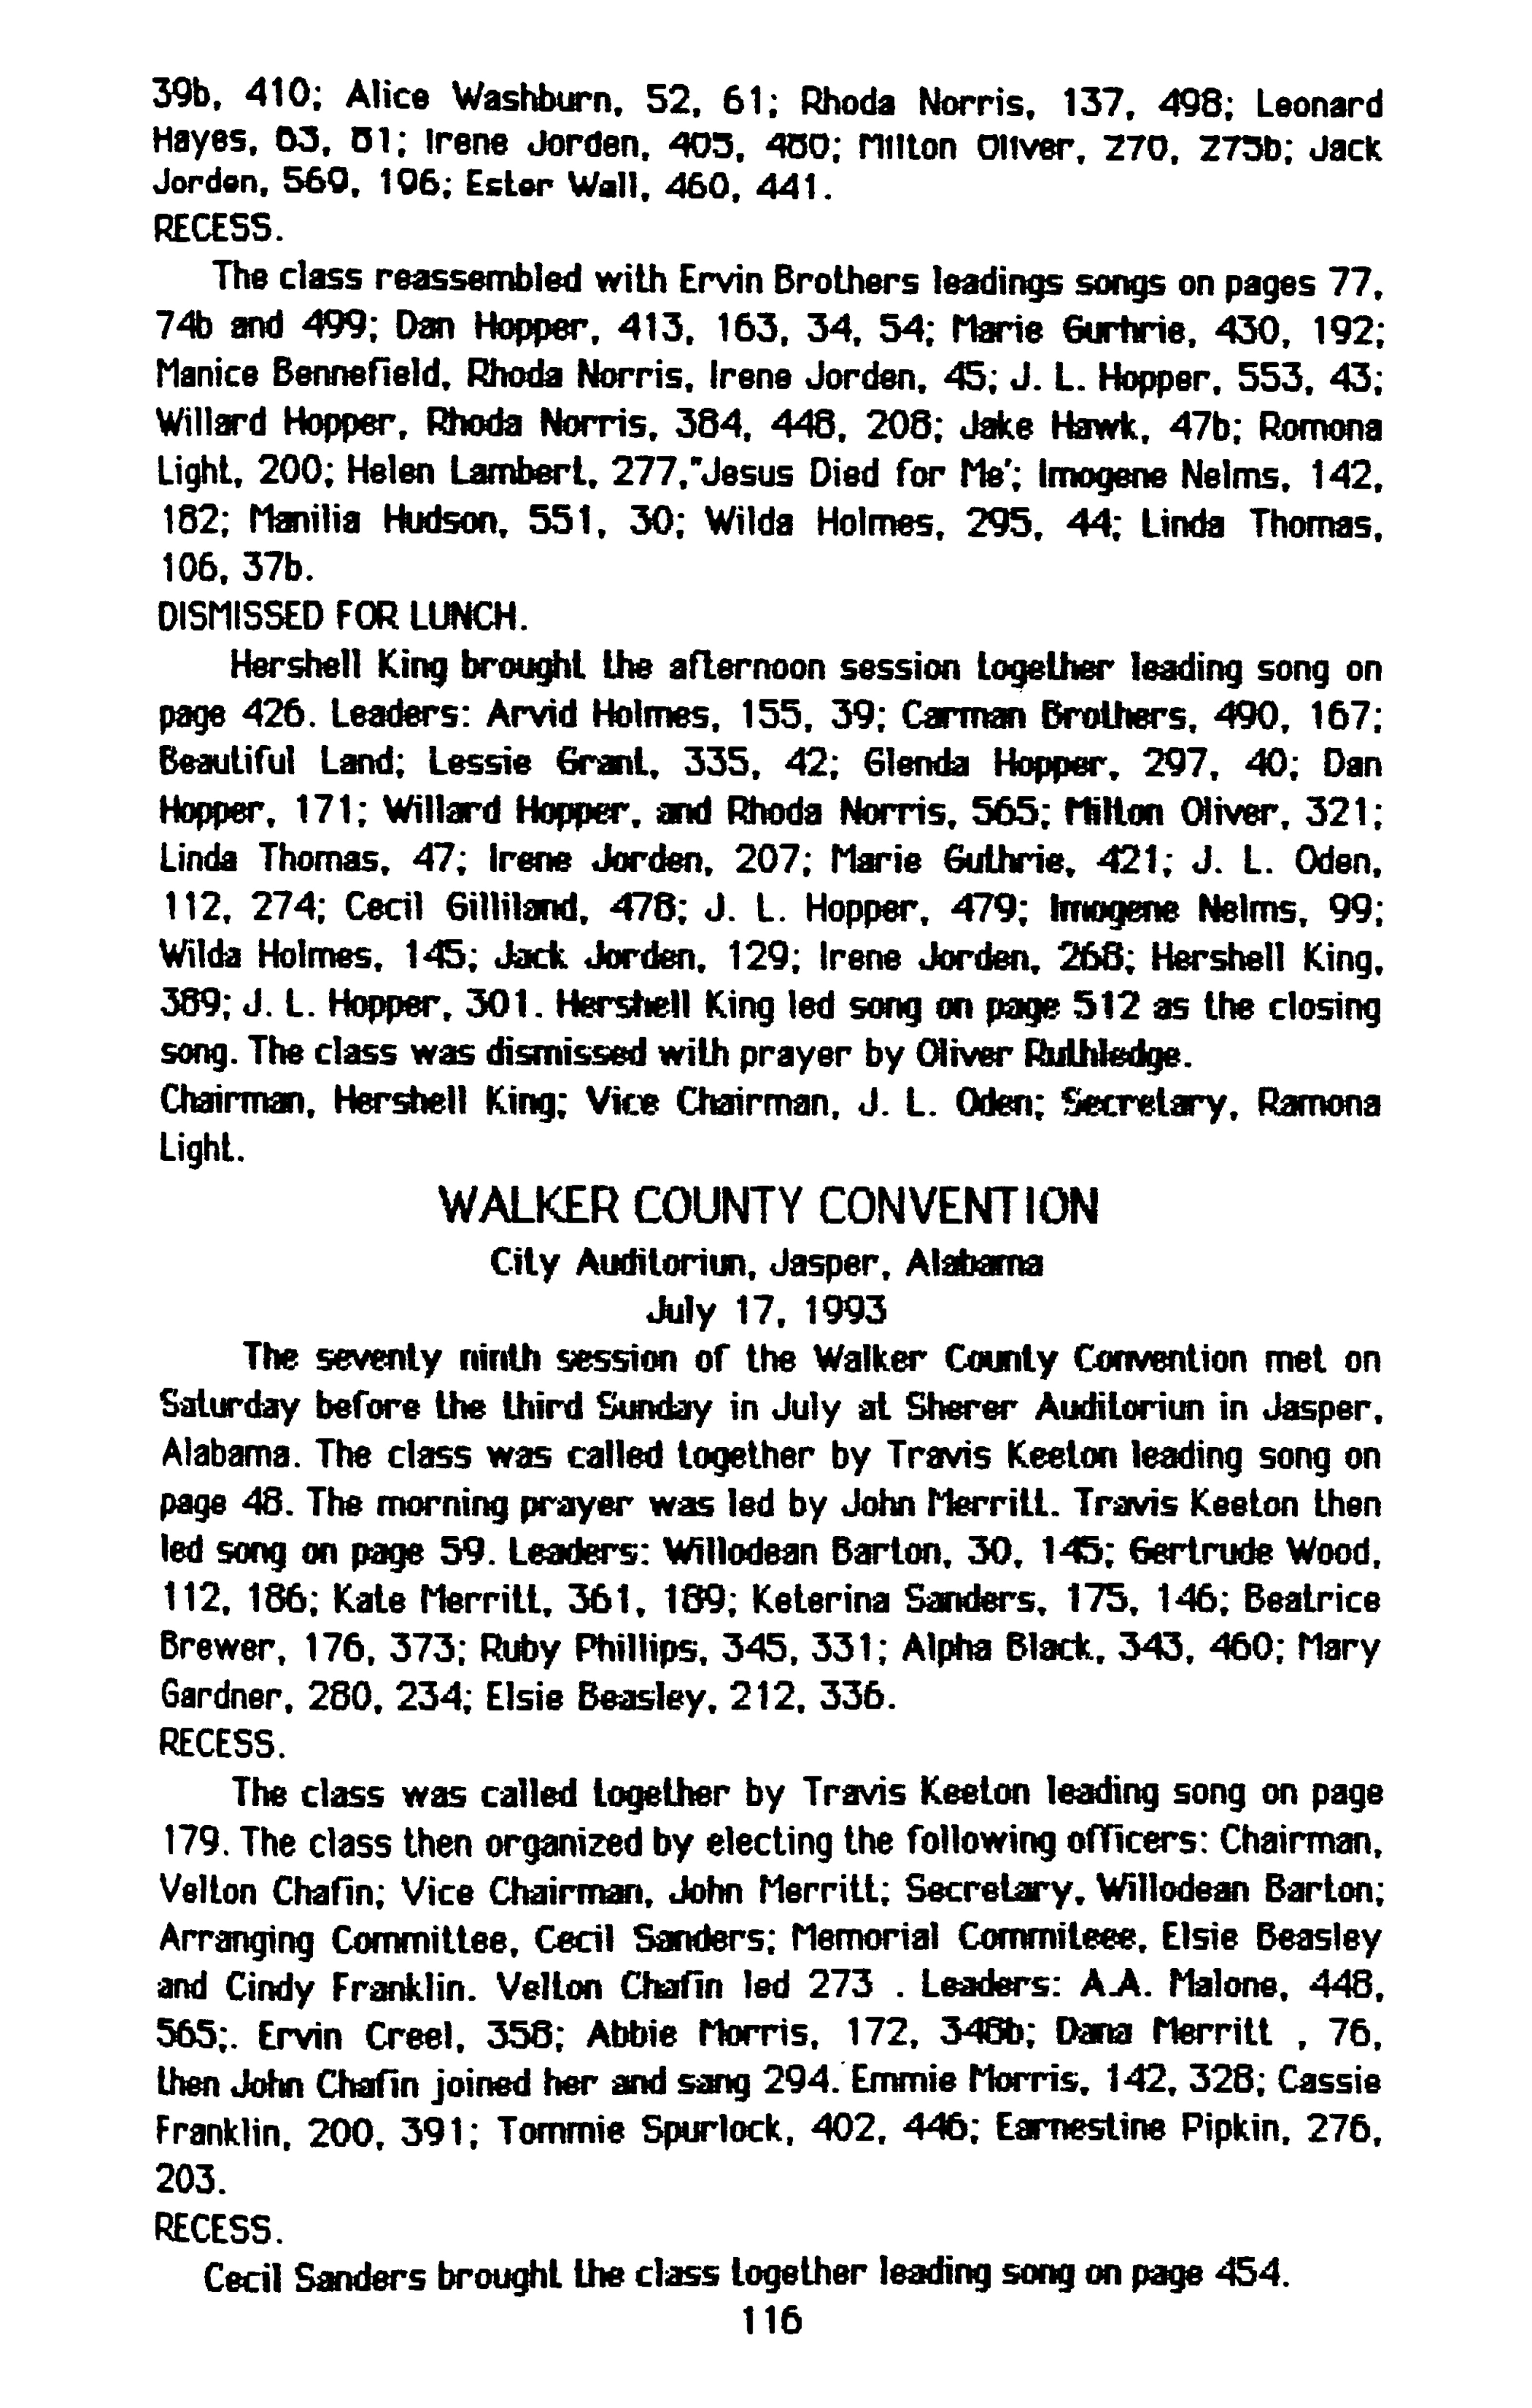 39b, 410; Alice Washburn, 52, 61; Rhoda Norris, 137, 498; Leonard
Hayes, 63, 81; Irene Jorden, 405, 480; Milton Oliver, 270, 275b; Jack
Jorden, 569, 196; Ester Wall, 460, 441.
RECESS.
The class reassembled with Ervin Brothers leadings songs on pages 77,
74b and 499; Dan Hopper, 413, 163, 34, 54; Marie Gurhrie, 430, 192;
Manice Bennefield, Rhoda Norris, Irene Jorden, 45; J. L. Hopper, 553, 43;
Willard Hopper, Rhoda Norris, 384, 448, 208; Jake Hawk, 47b; Romona
Light, 200; Helen Lambert, 277,"Jesus Died for Me'; Imogene Nelms, 142,
182; Manilia Hudson, 551, 30; Wilda Holmes, 295, 44; Linda Thomas,
106, 37b.
DISMISSED FOR LUNCH.
Hershell King brought the afternoon session together leading song on
page 426. Leaders: Arvid Holmes, 155, 39; Carman Brothers, 490, 167;
Beautiful Land; Lessie Grant, 335, 42; Glenda Hopper, 297, 40; Dan
Hopper, 171; Willard Hopper, and Rhoda Norris, 565; Milton Oliver, 321;
Linda Thomas, 47; Irene Jorden, 207; Marie Guthrie, 421; J. L. Oden,
112, 274; Cecil Gilliland, 478; J. L. Hopper, 479; Imogene Nelms, 99;
Wilda Holmes, 145; Jack Jorden, 129; Irene Jorden, 268; Hershell King,
389; J. L. Hopper, 301. Hershell King led song on page 512 as the closing
song. The class was dismissed with prayer by Oliver Ruthledge.
Chairman, Hershell King; Vice Chairman, J. L. Oden; Secretary, Ramona
Light.
WALKER COUNTY CONVENTION
City Auditoriun, Jasper, Alabama
July 17, 1993
The seventy ninth session of the Walker County Convention met on
Saturday before the third Sunday in July at Sherer Auditoriun in Jasper,
Alabama. The class was called together by Travis Keeton leading song on
page 48. The morning prayer was led by John Merritt. Travis Keeton then
led song on page 59. Leaders: Willodean Barton, 30, 145; Gertrude Wood,
112, 186; Kate Merritt, 361, 189; Keterina Sanders, 175, 146; Beatrice
Brewer, 176, 373; Ruby Phillips, 345, 331; Alpha Black, 343, 460; Mary
Gardner, 280, 234; Elsie Beasley, 212, 336.
RECESS.
The class was called together by Travis Keeton leading song on page
179. The class then organized by electing the following officers: Chairman,
Velton Chafin; Vice Chairman, John Merritt; Secretary, Willodean Barton;
Arranging Committee, Cecil Sanders; Memorial Commiteee, Elsie Beasley
and Cindy Franklin. Velton Chafin led 273 . Leaders: A.A. Malone, 448,
565;. Ervin Creel, 358; Abbie Morris, 172, 348b; Dana Merritt , 76,
then John Chafin joined her and sang 294. Emmie Morris, 142, 328; Cassie
Franklin, 200, 391; Tommie Spurlock, 402, 446; Earnestine Pipkin, 276,
203.
RECESS.
Cecil Sanders brought the class together leading song on page 454.
116